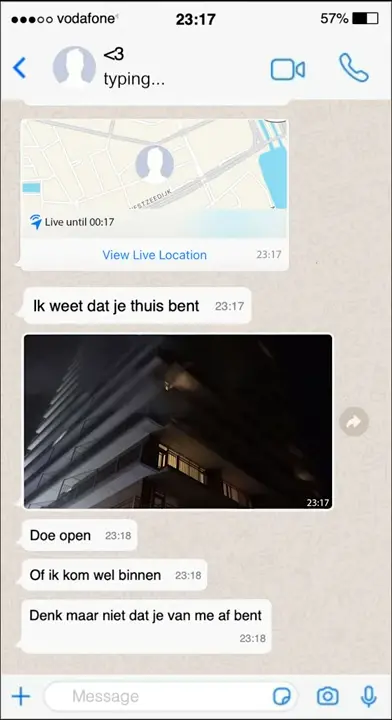 vodafone
23:17
57%
<3
typing...
STZEEDIJK
Live until 00:17
View Live Location
23:17
Ik weet dat je thuis bent
23:17
23:17
Doe open
23:18
Of ik kom wel binnen
23:18
Denk maar niet dat je van me af bent
23:18
Message